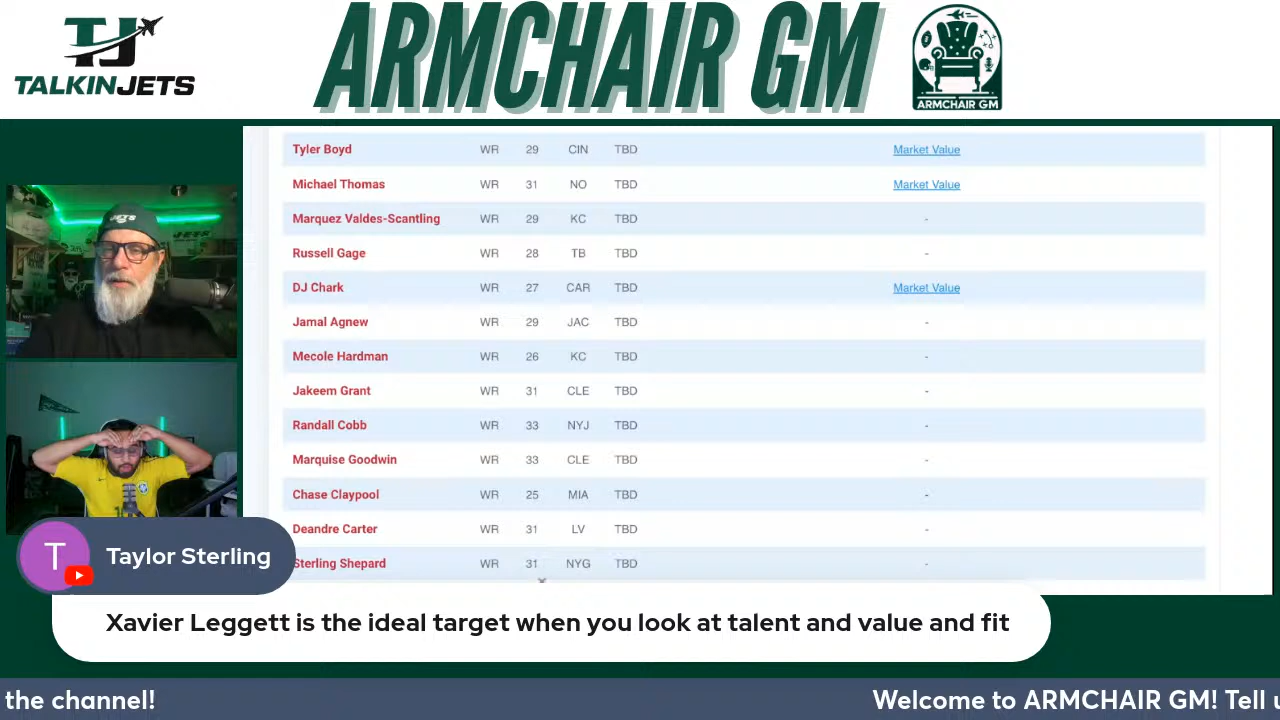 TJ
TALKINJETS
ARMCHAIR GM
ARMCHAIR GM
Tyler Boyd WR 29 CIN TBD Market Value
Michael Thomas WR 31 NO TBD Market Value
Marquez Valdes-Scantling WR 29 KC TBD -
Russell Gage WR 28 TB TBD -
DJ Chark WR 27 CAR TBD Market Value
Jamal Agnew WR 29 JAC TBD -
Mecole Hardman WR 26 KC TBD -
Jakeem Grant WR 31 CLE TBD -
Randall Cobb WR 33 NYJ TBD -
Marquise Goodwin WR 33 CLE TBD -
Chase Claypool WR 25 MIA TBD -
Deandre Carter WR 31 LV TBD -
Sterling Shepard WR 31 NYG TBD -
JETS
T
Taylor Sterling
Xavier Leggett is the ideal target when you look at talent and value and fit
the channel! Welcome to ARMCHAIR GM! Tell u